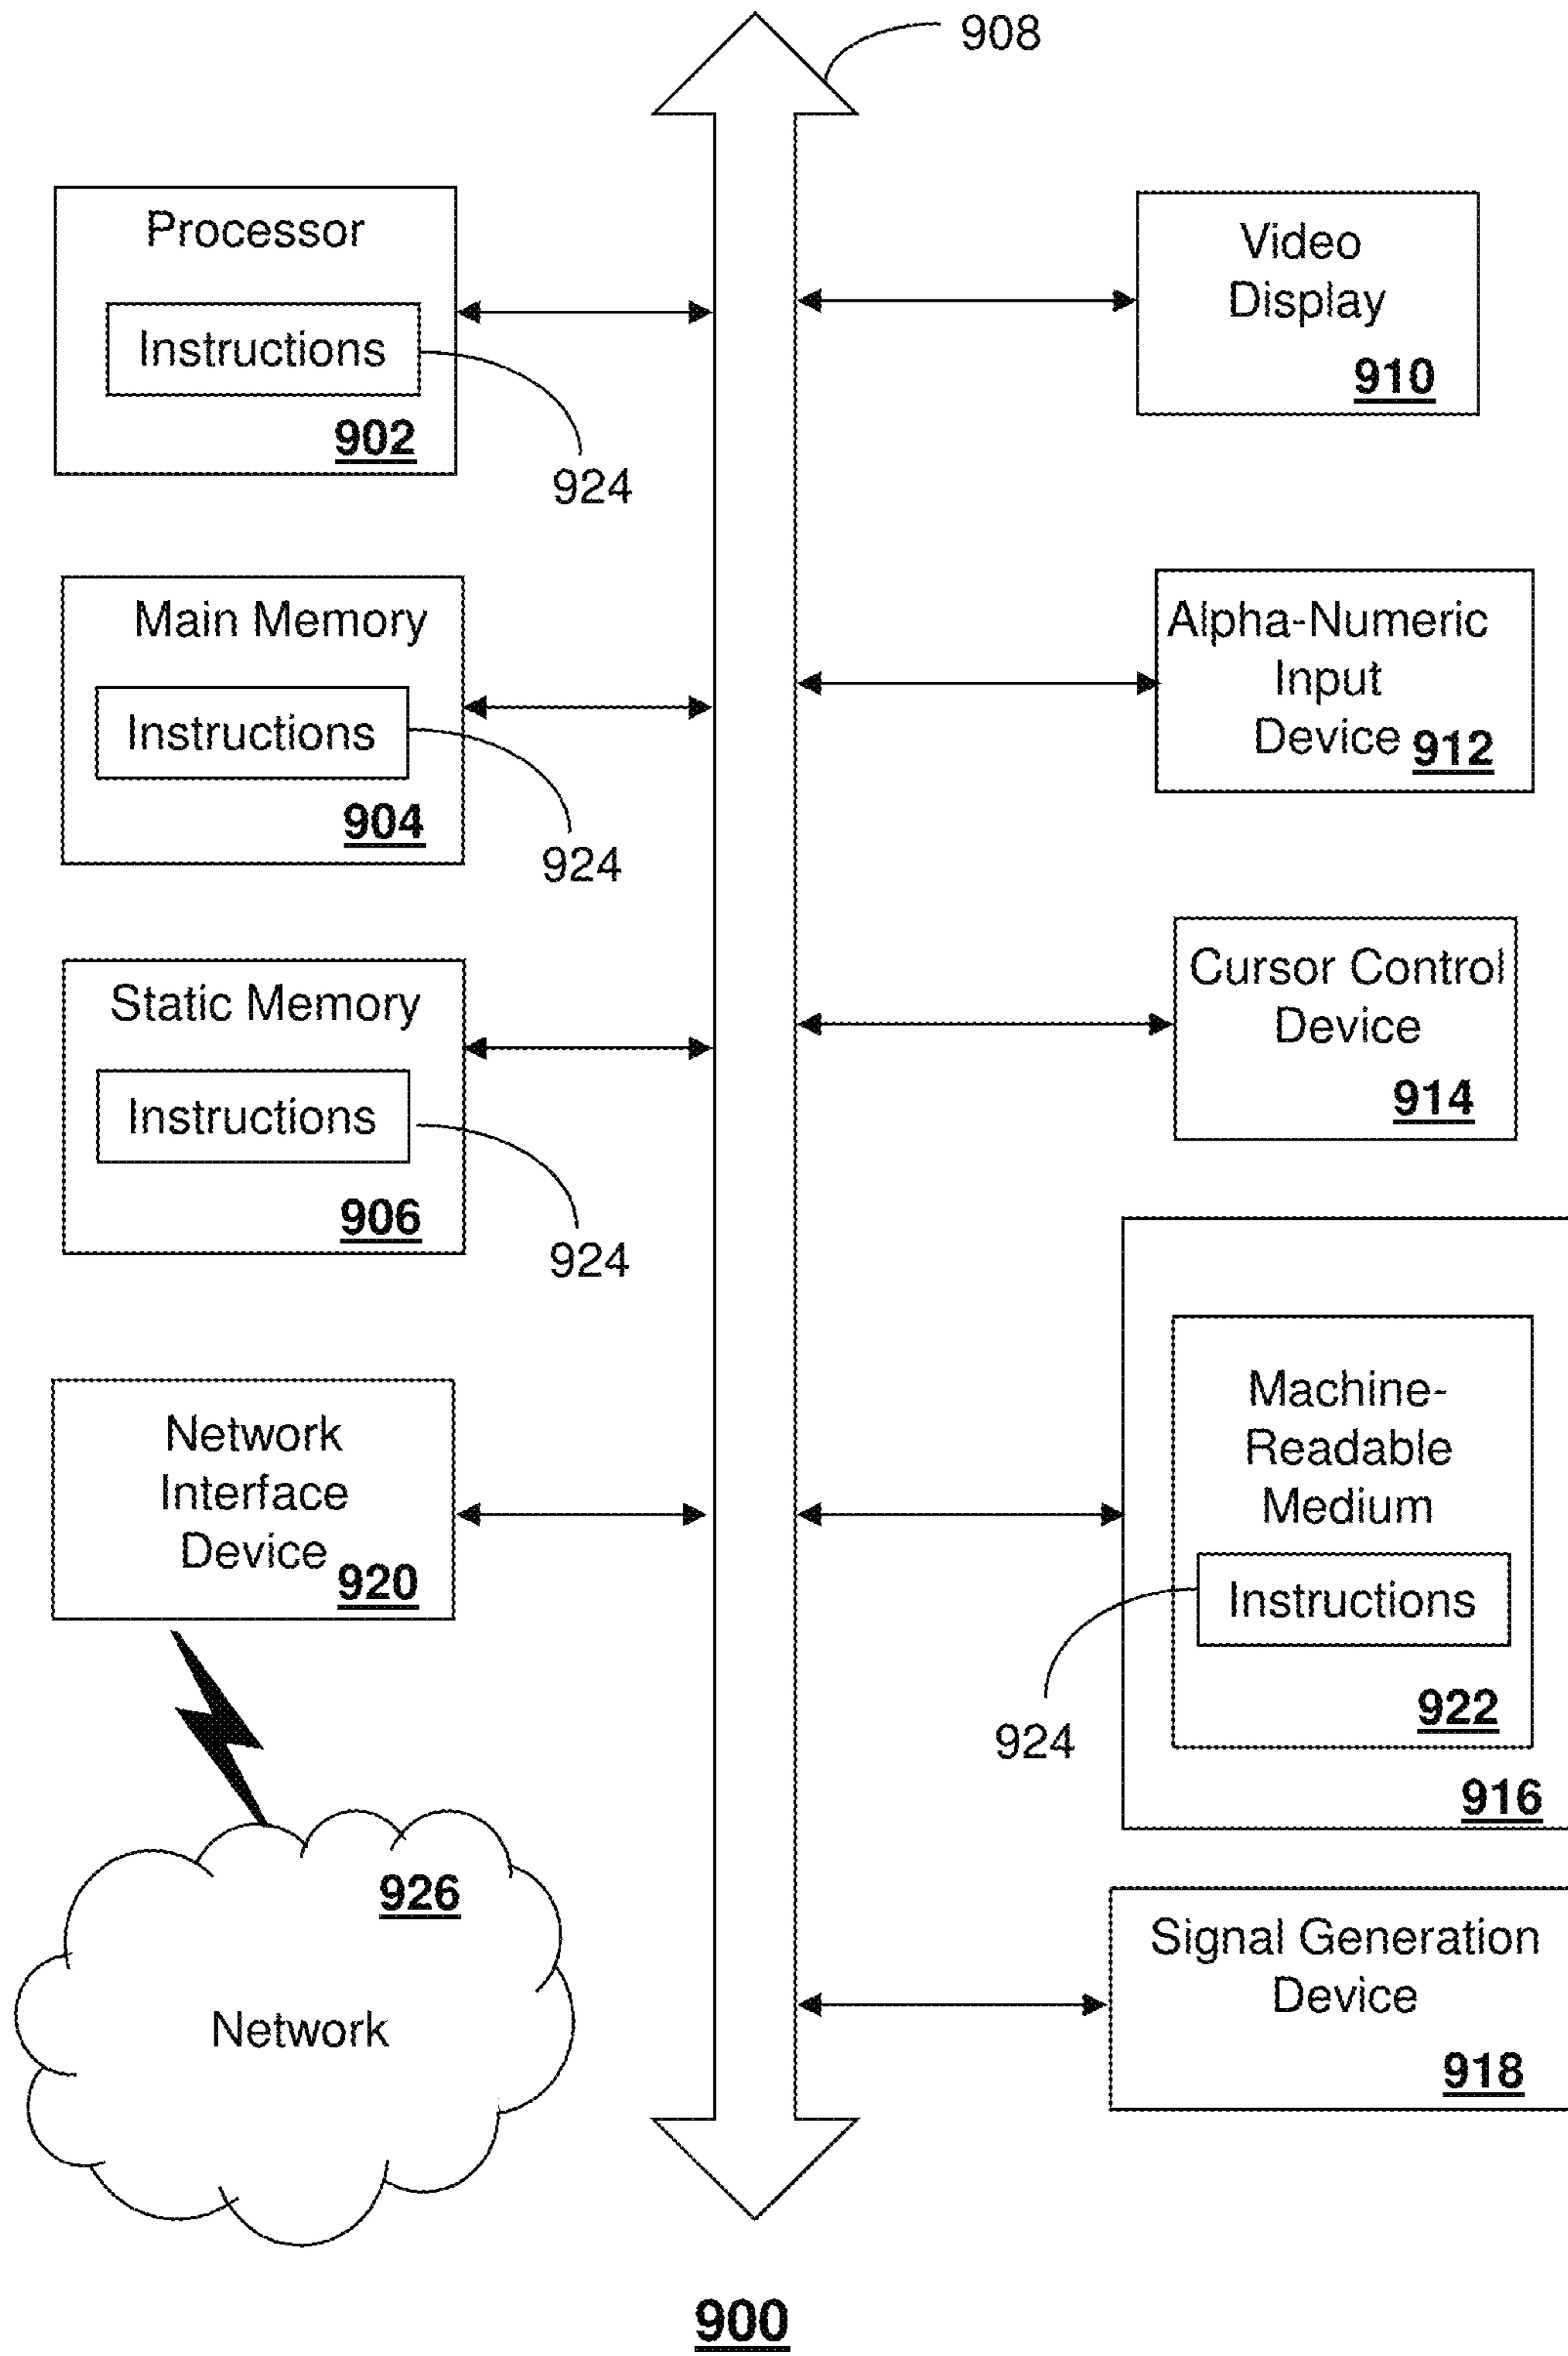 908
Processor
Instructions
902
924
Main Memory
Instructions
904
924
Static Memory
Instructions
906
924
Network
Interface
Device
920
926
Network
Video
Display
910
Alpha-Numeric
Input
Device
912
Cursor Control
Device
914
Machine-
Readable
Medium
Instructions
922
924
916
Signal Generation
Device
918
900